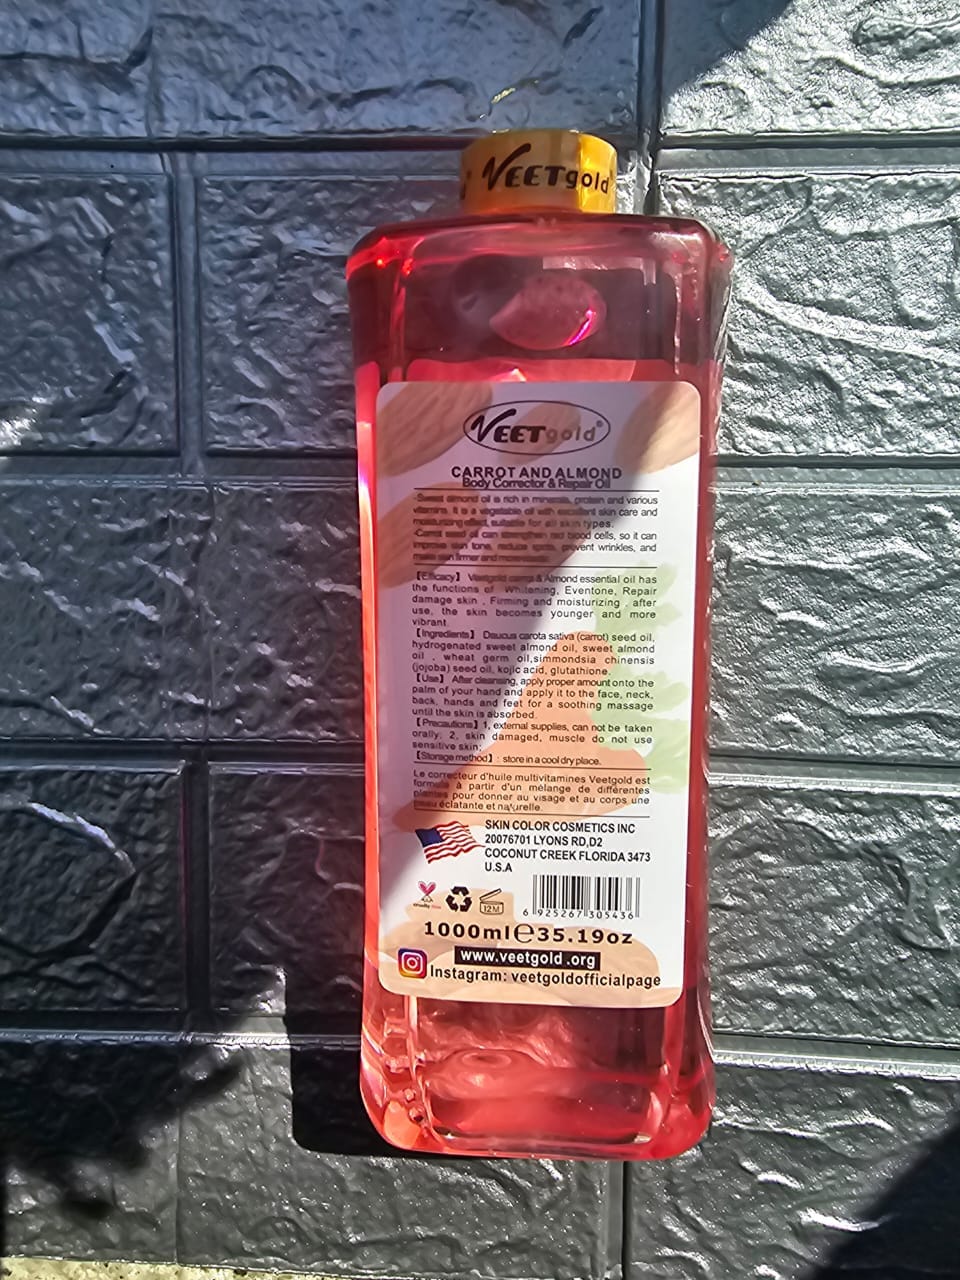 VEETgold
VEETgold®
CARROT AND ALMOND
Body Corrector & Repair Oil
·Sweet almond oil is rich in minerals, protein and various
vitamins. It is a vegetable oil with excellent skin care and
moisturizing effect, suitable for all skin types.
·Carrot seed oil can strengthen red blood cells, so it can
improve skin tone, reduce spots, prevent wrinkles, and
make skin firmer and more
【Efficacy】 Veetgold carrot & Almond essential oil has
the functions of Whitening, Eventone, Repair
damage skin , Firming and moisturizing , after
use, the skin becomes younger and more
vibrant.
【Ingredients】 Daucus carota sativa (carrot) seed oil,
hydrogenated sweet almond oil, sweet almond
oil , wheat germ oil,simmondsia chinensis
(jojoba) seed oil, kojic acid, glutathione.
【Use】 After cleansing, apply proper amount onto the
palm of your hand and apply it to the face, neck,
back, hands and feet for a soothing massage
until the skin is absorbed.
【Precautions】1, external supplies, can not be taken
orally. 2, skin damaged, muscle do not use
sensitive skin;
【Storage method】: store in a cool dry place.
Le correcteur d'huile multivitamines Veetgold est
formulé à partir d'un mélange de différentes
plantes pour donner au visage et au corps une
peau éclatante et naturelle.
SKIN COLOR COSMETICS INC
20076701 LYONS RD,D2
COCONUT CREEK FLORIDA 3473
U.S.A
cruelty free
12M
6 925267 305436
1000ml℮35.19oz
www.veetgold .org
Instagram: veetgoldofficialpage